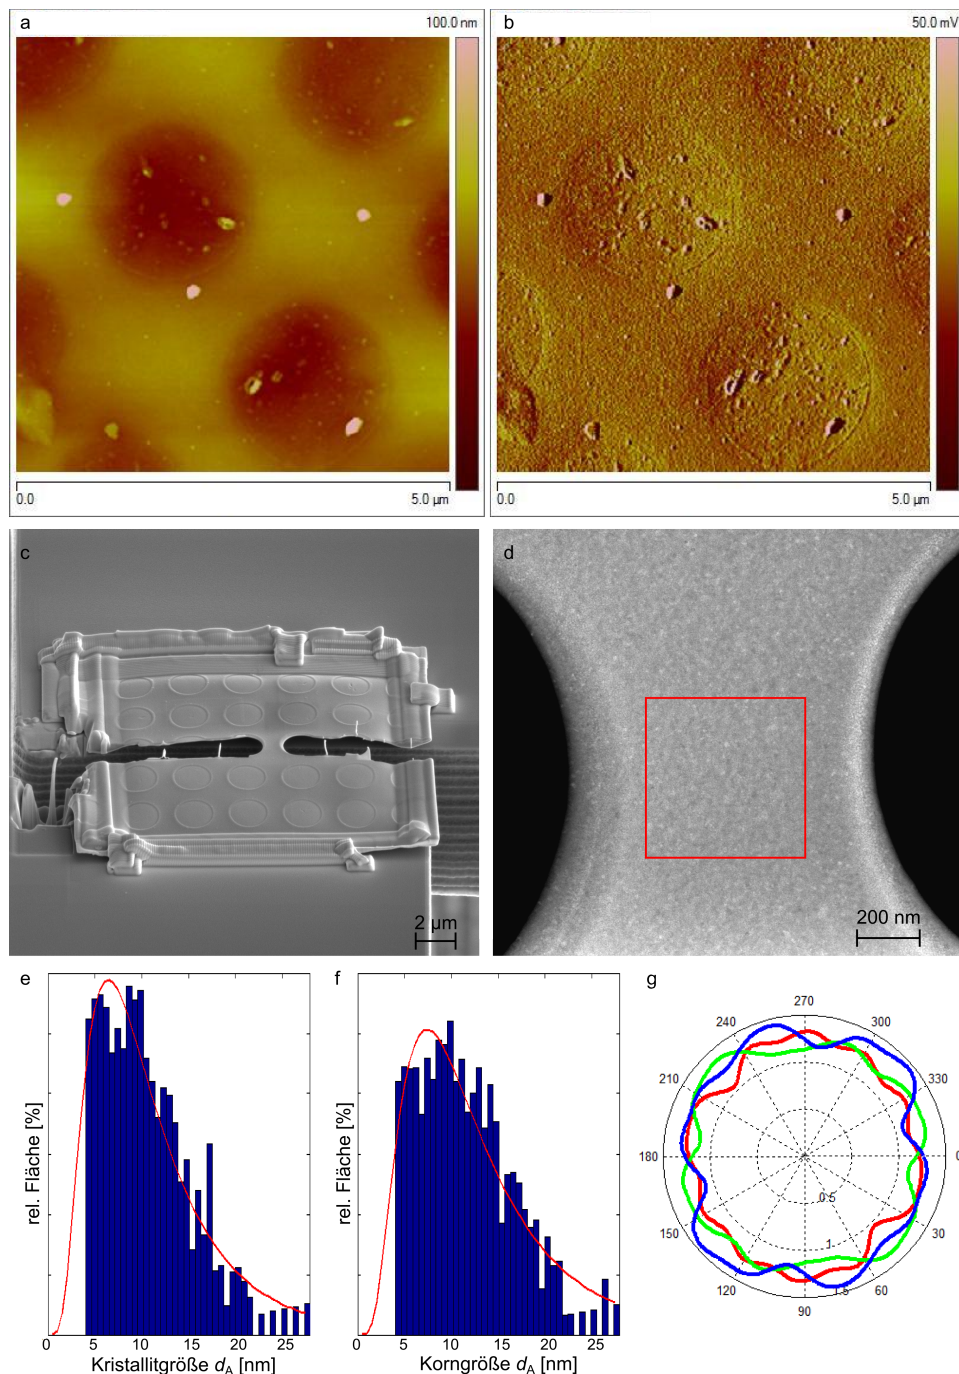 a
100.0 nm
0.0
5.0 µm
b
50.0 mV
0.0
5.0 µm
c
2 µm
d
200 nm
e
rel. Fläche [%]
0 5 10 15 20 25
Kristallitgröße dA [nm]
f
rel. Fläche [%]
0 5 10 15 20 25
Korngröße dA [nm]
g
270
240 300
210 330
180 0
0.5
150 30
1
1.5
120 60
90